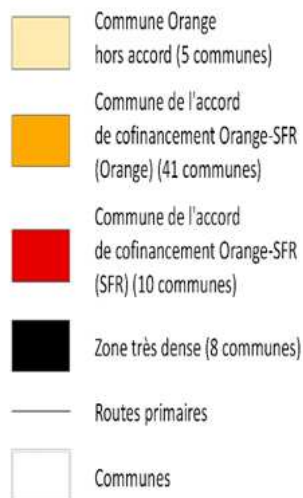 Commune Orange
hors accord (5 communes)
Commune de l'accord
de cofinancement Orange-SFR
(Orange) (41 communes)
Commune de l'accord
de cofinancement Orange-SFR
(SFR) (10 communes)
Zone très dense (8 communes)
Routes primaires
Communes